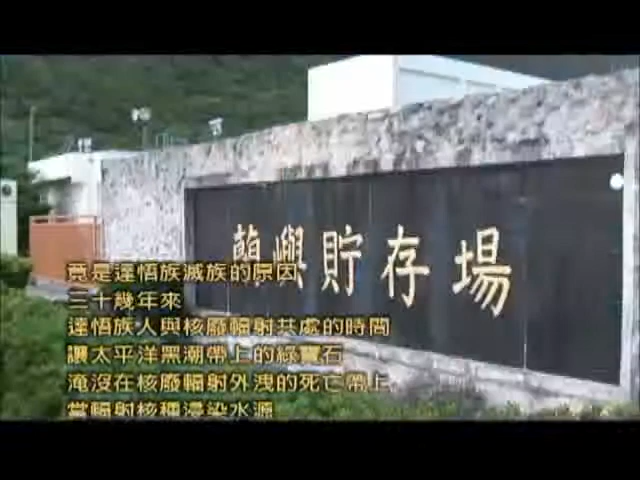 蘭嶼貯存場
竟是達悟族滅族的原因
三十幾年來
達悟族人與核廢輻射共處的時間
讓太平洋黑潮帶上的綠寶石
淹沒在核廢輻射外洩的死亡帶上
當輻射核種浸染水源